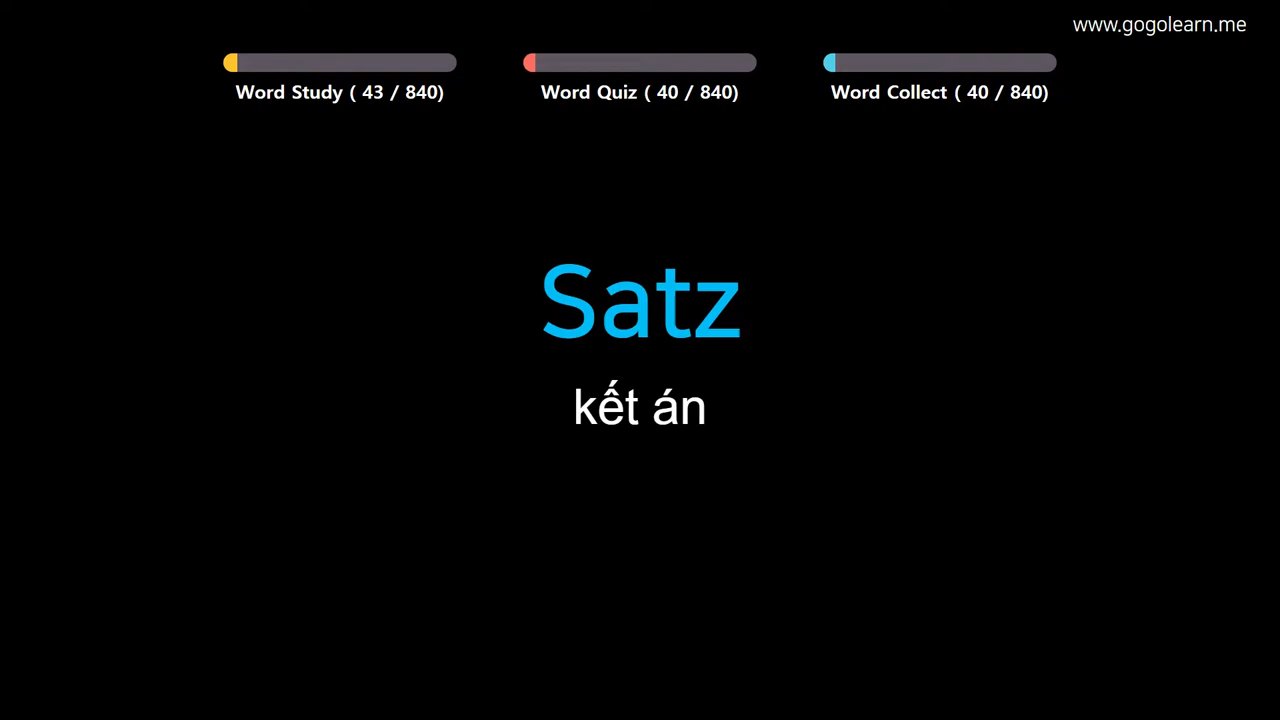 www.gogolearn.me
Word Study ( 43 / 840)
Word Quiz ( 40 / 840)
Word Collect ( 40 / 840)
Satz
kết án